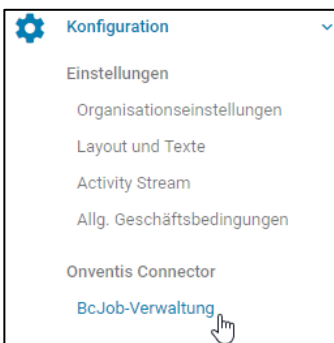 Konfiguration
Einstellungen
Organisationseinstellungen
Layout und Texte
Activity Stream
Allg. Geschäftsbedingungen
Onventis Connector
BcJob-Verwaltung